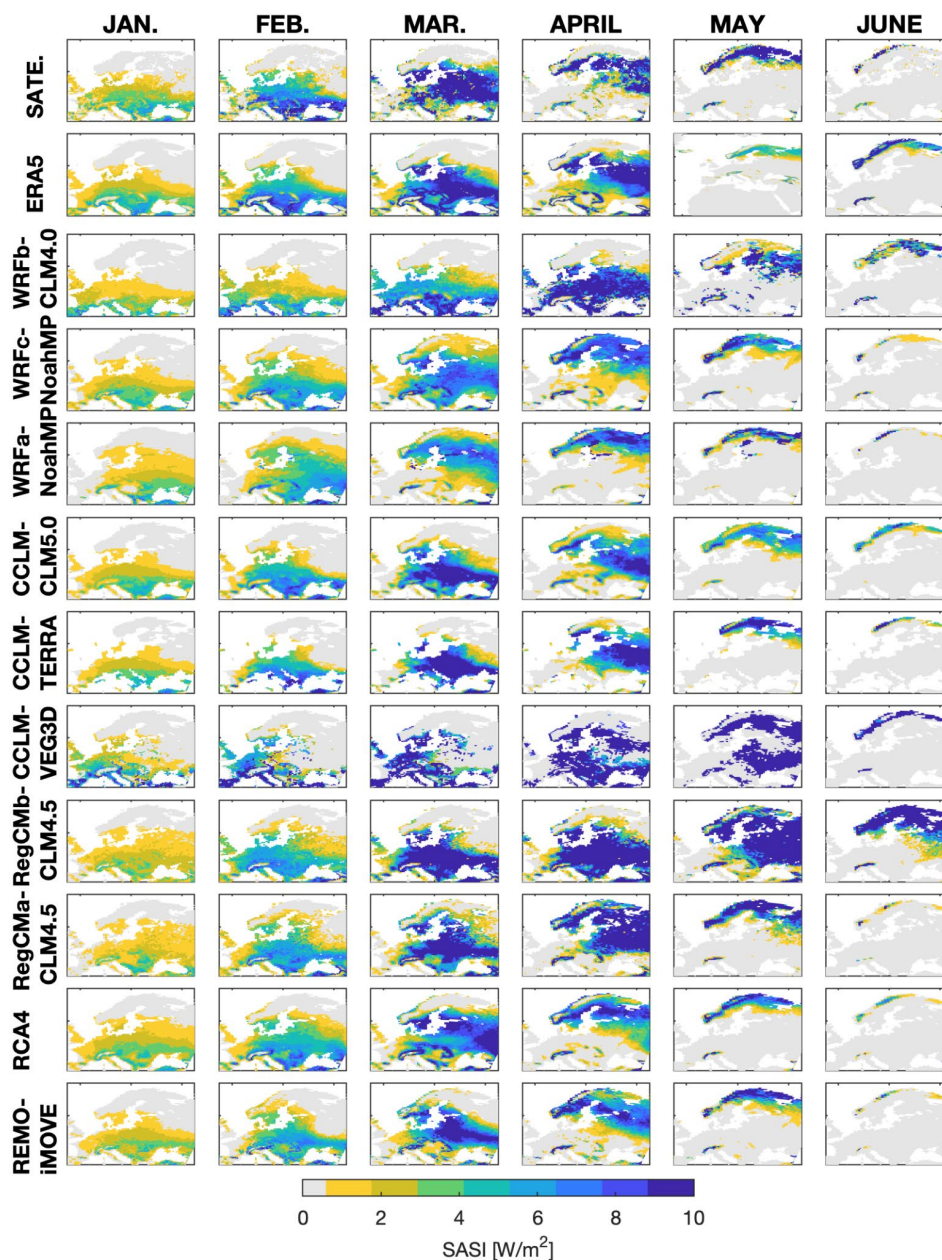 JAN. FEB. MAR. APRIL MAY JUNE
SATE.
ERA5
WRFb-
CLM4.0
WRFc-
NoahMP
WRFa-
NoahMP
CCLM-
CLM5.0
CCLM-
TERRA
CCLM-
VEG3D
RegCMb-
CLM4.5
RegCMa-
CLM4.5
RCA4
REMO-
iMOVE
0 2 4 6 8 10
SASI [W/m²]